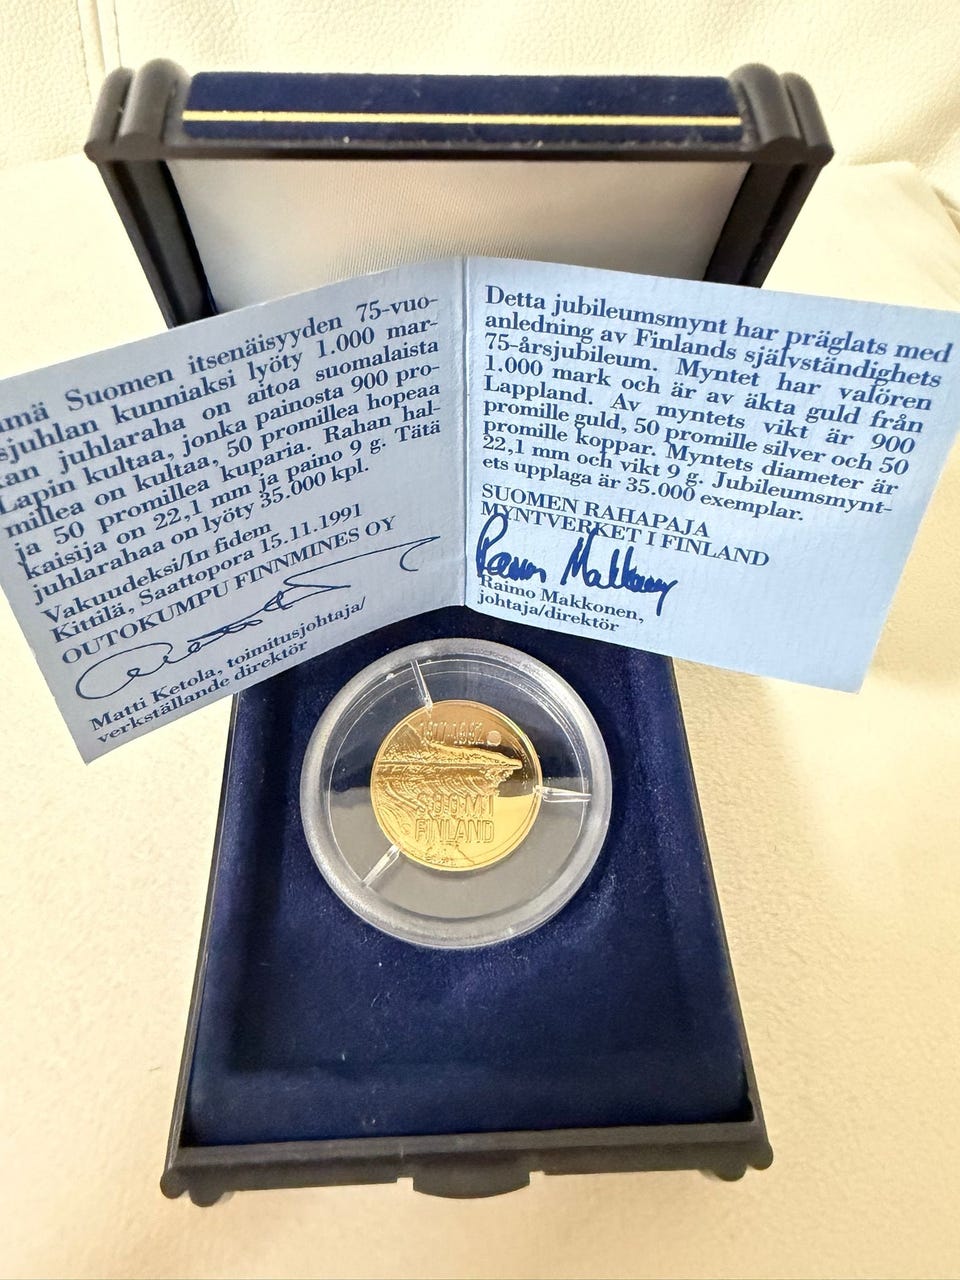 Suomen itsenäisyyden 75-vuo-
sjuhlan kunniaksi lyöty 1.000 mar-
kan juhlaraha on aitoa suomalaista
Lapin kultaa, jonka painosta 900 pro-
millea on kultaa, 50 promillea hopeaa
ja 50 promillea kuparia. Rahan hal-
kaisija on 22,1 mm ja paino 9 g. Tätä
juhlarahaa on lyöty 35.000 kpl.
Vakuudeksi/In fidem
Kittilä, Saattopora 15.11.1991
OUTOKUMPU FINNMINES OY
Matti Ketola, toimitusjohtaja/
verkställande direktör
Detta jubileumsmynt har präglats med
anledning av Finlands självständighets
75-årsjubileum. Myntet har valören
1.000 mark och är av äkta guld från
Lappland. Av myntets vikt är 900
promille guld, 50 promille silver och 50
promille koppar. Myntets diameter är
22,1 mm och vikt 9 g. Jubileumsmynt-
ets upplaga är 35.000 exemplar.
SUOMEN RAHAPAJA
MYNTVERKET I FINLAND
Raimo Makkonen
Raimo Makkonen,
johtaja/direktör
1917-1992
SUOMI
FINLAND